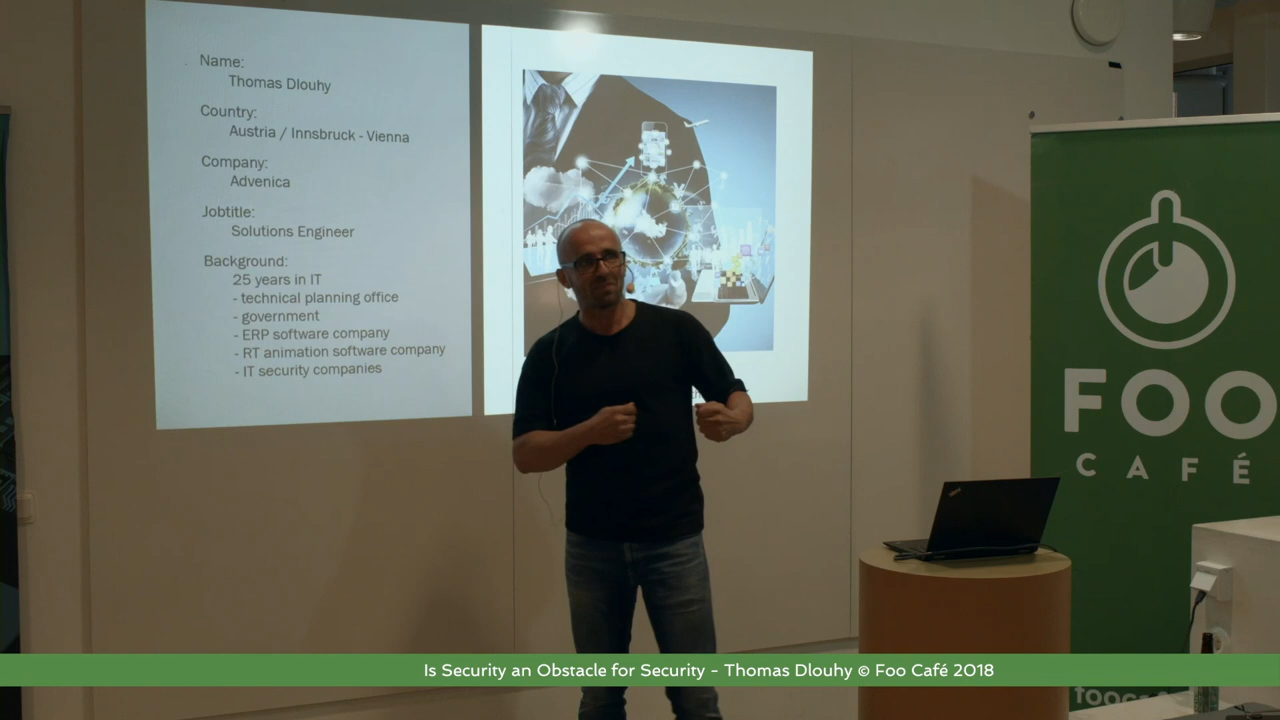 Name:
Thomas Dlouhy
Country:
Austria / Innsbruck - Vienna
Company:
Advenica
Jobtitle:
Solutions Engineer
Background:
25 years in IT
- technical planning office
- government
- ERP software company
- RT animation software company
- IT security companies
FOO
CAFÉ
ThinkPad
Is Security an Obstacle for Security - Thomas Dlouhy © Foo Café 2018